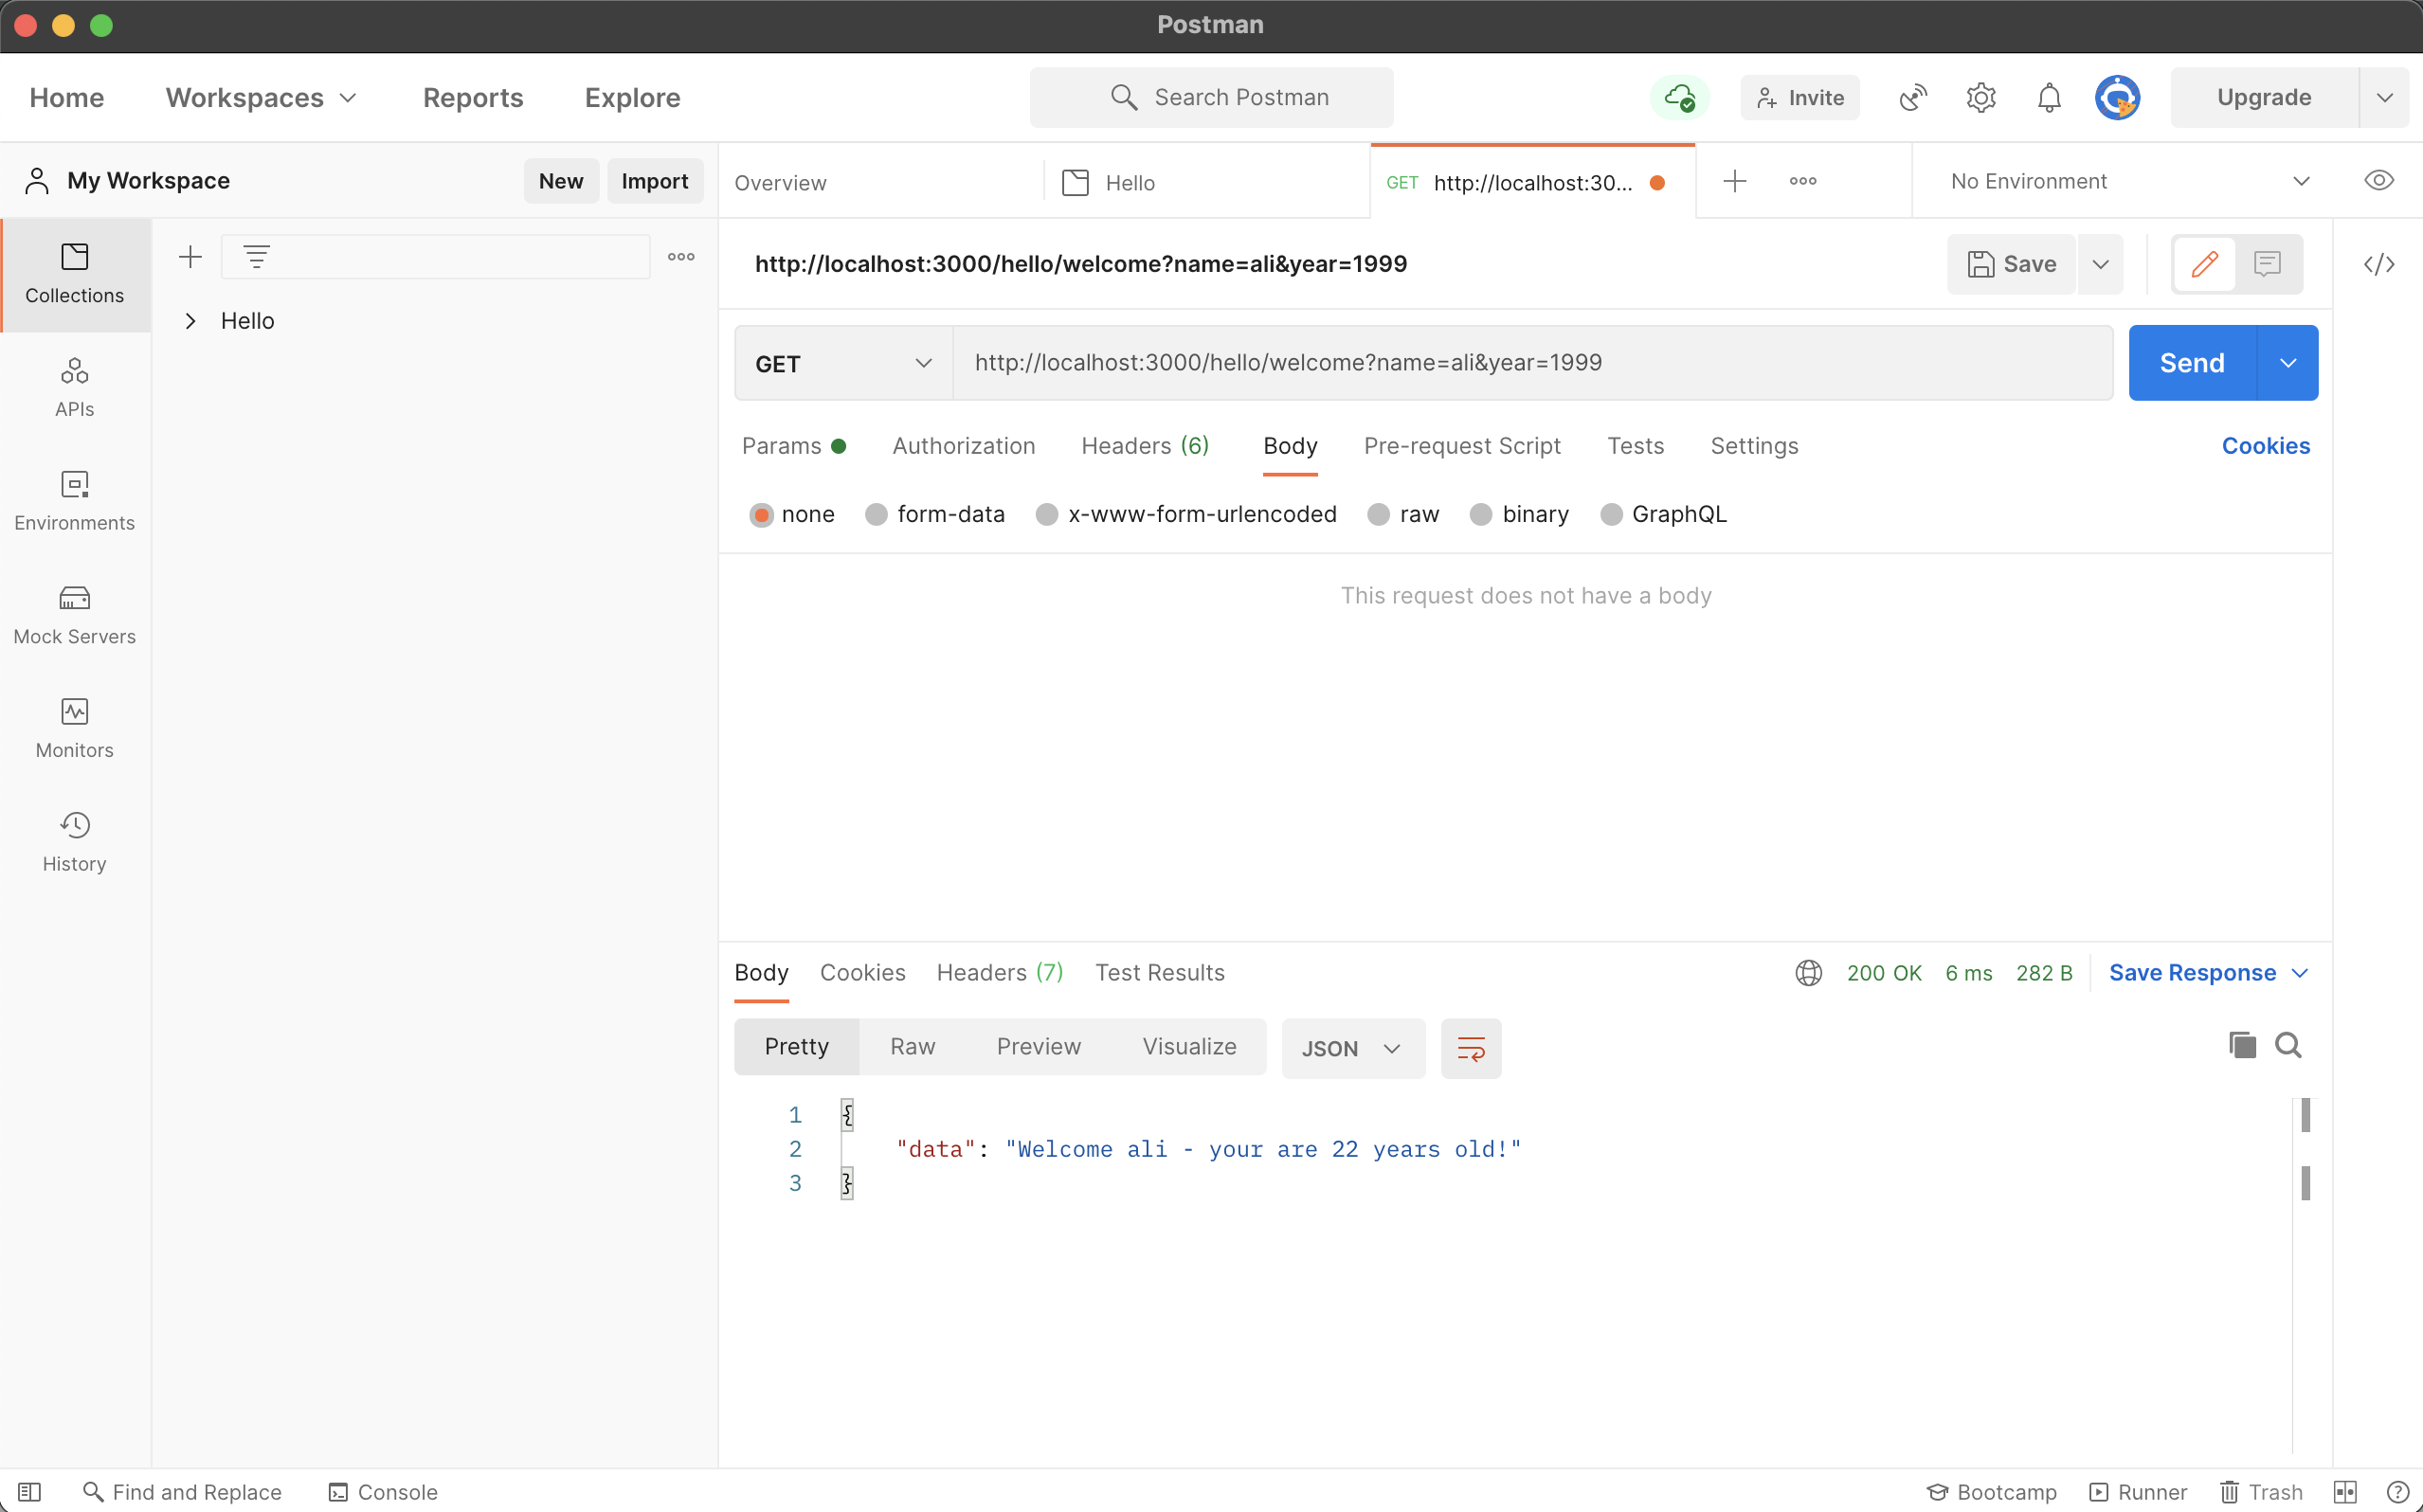 Postman
Home Workspaces Reports Explore Search Postman Invite Upgrade
My Workspace New Import Overview Hello GET http://localhost:30... No Environment
Collections
APIs
Environments
Mock Servers
Monitors
History
Hello
http://localhost:3000/hello/welcome?name=ali&year=1999 Save
GET http://localhost:3000/hello/welcome?name=ali&year=1999 Send
Params Authorization Headers (6) Body Pre-request Script Tests Settings Cookies
none form-data x-www-form-urlencoded raw binary GraphQL
This request does not have a body
Body Cookies Headers (7) Test Results 200 OK 6 ms 282 B Save Response
Pretty Raw Preview Visualize JSON
1 {
2 "data": "Welcome ali - your are 22 years old!"
3 }
Find and Replace Console Bootcamp Runner Trash